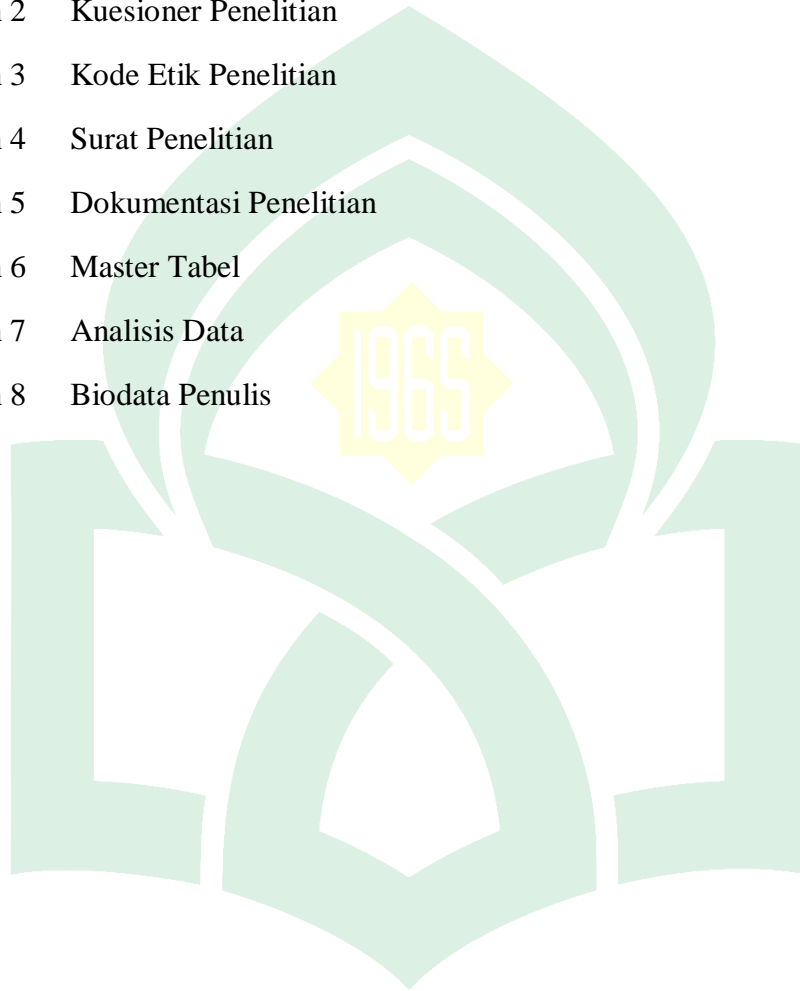 2 Kuesioner Penelitian
3 Kode Etik Penelitian
4 Surat Penelitian
5 Dokumentasi Penelitian
6 Master Tabel
7 Analisis Data
8 Biodata Penulis
1965